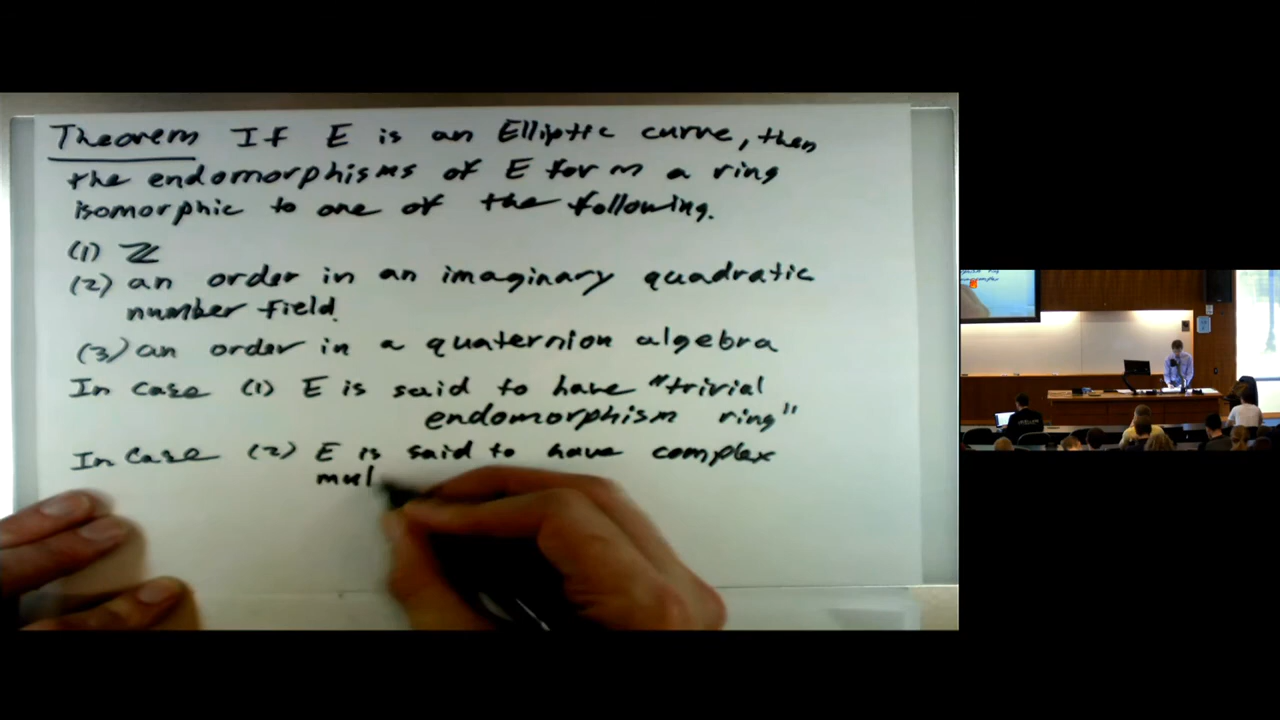 Theorem If E is an Elliptic curve, then
the endomorphisms of E form a ring
isomorphic to one of the following.
(1) ℤ
(2) an order in an imaginary quadratic
number field.
(3) an order in a quaternion algebra
In case (1) E is said to have "trivial
endomorphism ring"
In case (2) E is said to have complex
mul